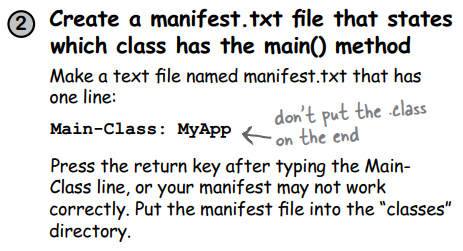 2 Create a manifest.txt file that states
which class has the main() method
Make a text file named manifest.txt that has
one line:
Main-Class: MyApp
don't put the .class
on the end
Press the return key after typing the Main-
Class line, or your manifest may not work
correctly. Put the manifest file into the “classes”
directory.